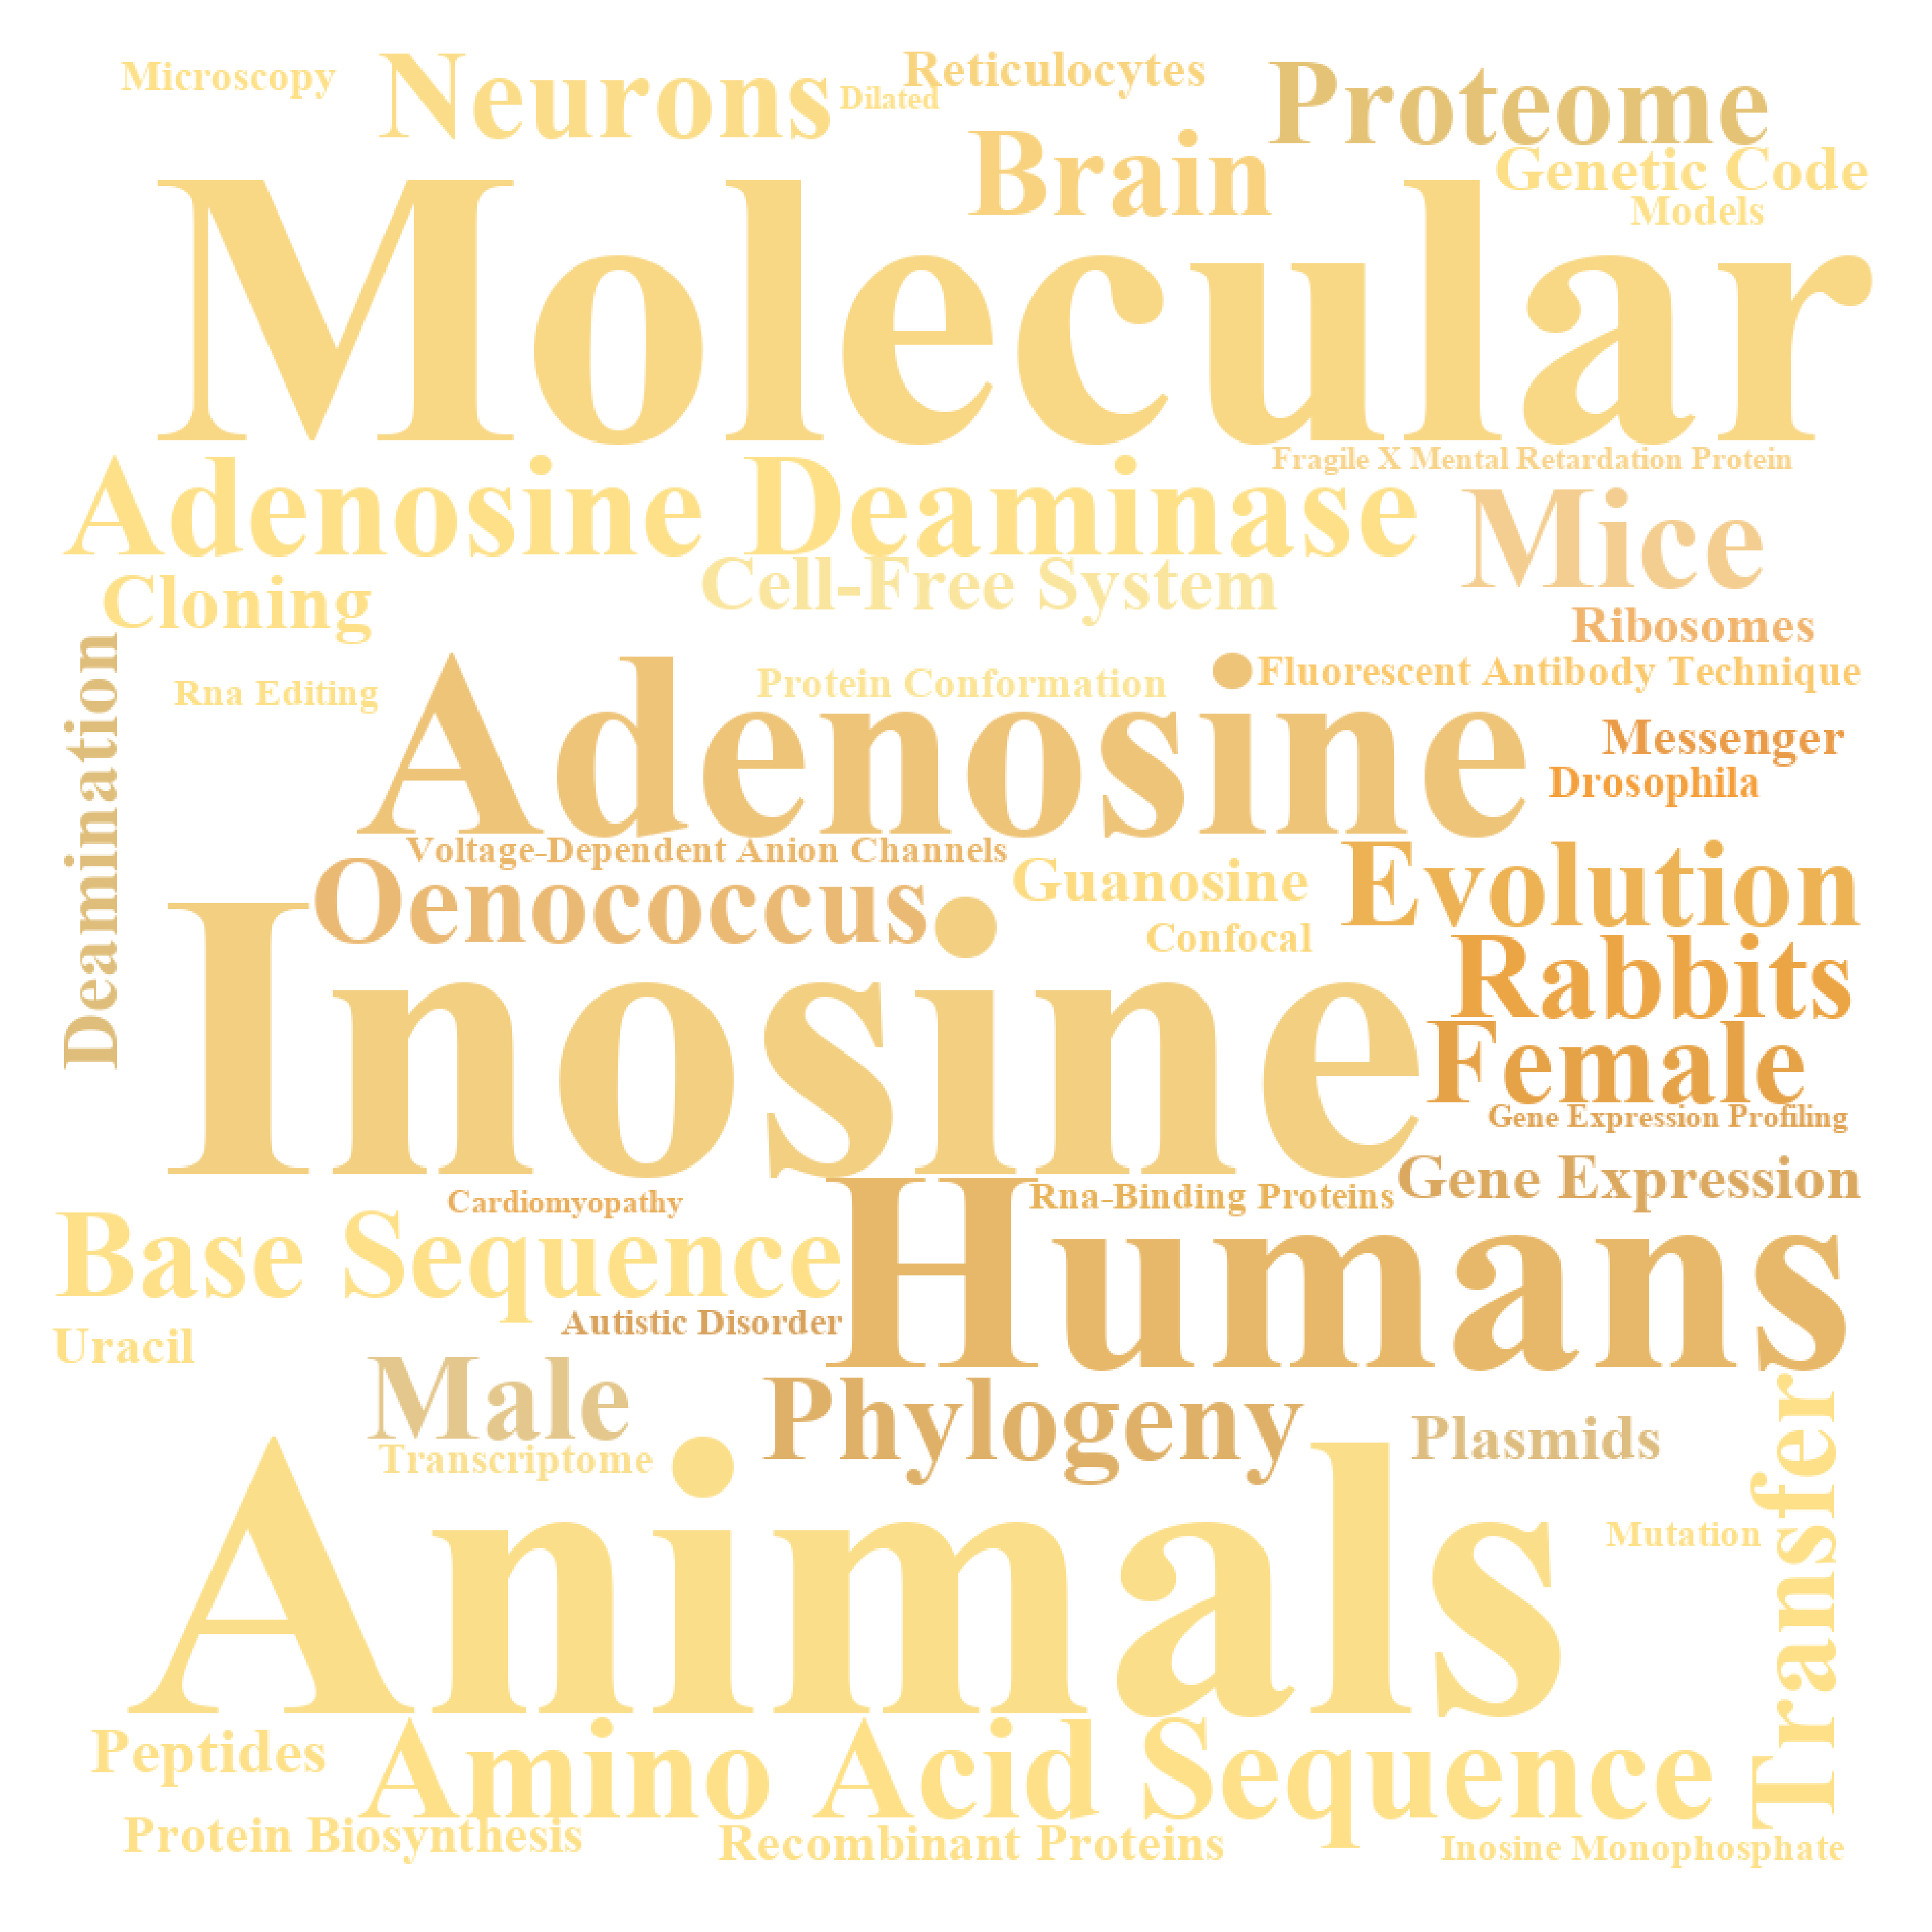 Microscopy
Neurons
Dilated
Reticulocytes
Proteome
Brain
Genetic Code
Models
Molecular
Fragile X Mental Retardation Protein
Adenosine Deaminase
Mice
Cell-Free System
Cloning
Ribosomes
Deamination
Rna Editing
Protein Conformation
Fluorescent Antibody Technique
Adenosine
Messenger
Drosophila
Voltage-Dependent Anion Channels
Oenococcus
Guanosine
Evolution
Confocal
Rabbits
Inosine
Female
Gene Expression Profiling
Gene Expression
Cardiomyopathy
Rna-Binding Proteins
Base Sequence
Humans
Autistic Disorder
Uracil
Male
Phylogeny
Plasmids
Transcriptome
Transfer
Mutation
Animals
Peptides
Amino Acid Sequence
Protein Biosynthesis
Recombinant Proteins
Inosine Monophosphate